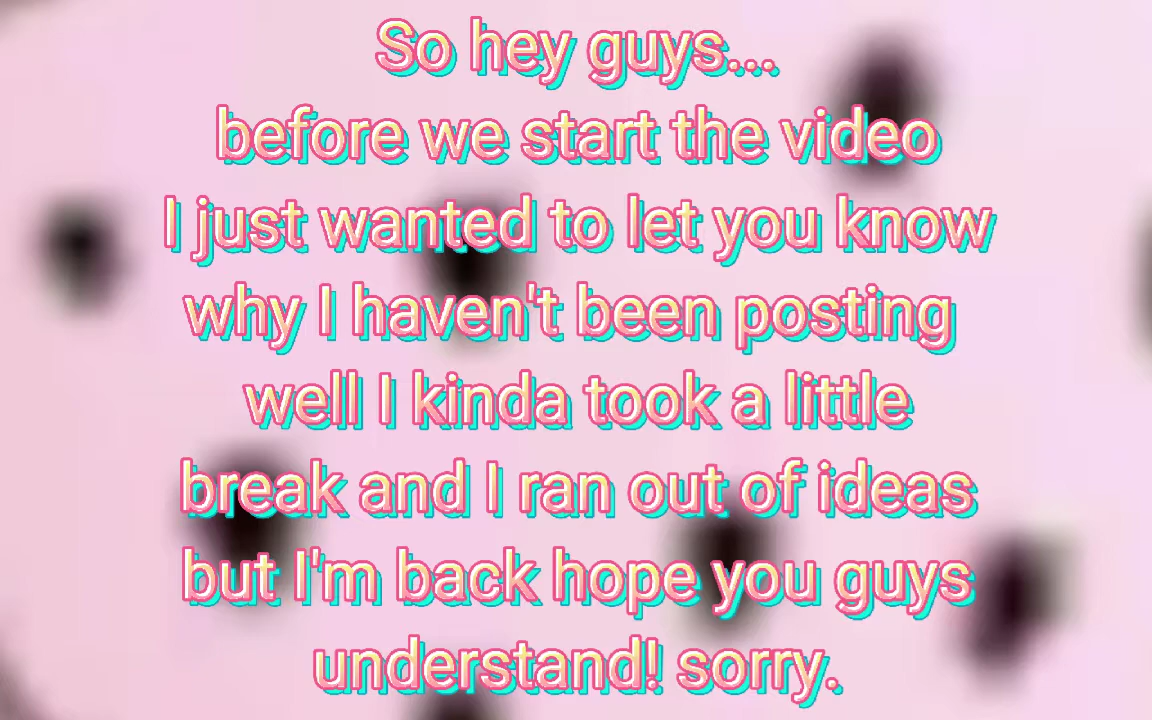 So hey guys...
before we start the video
I just wanted to let you know
why I haven't been posting
well I kinda took a little
break and I ran out of ideas
but I'm back hope you guys
understand! sorry.